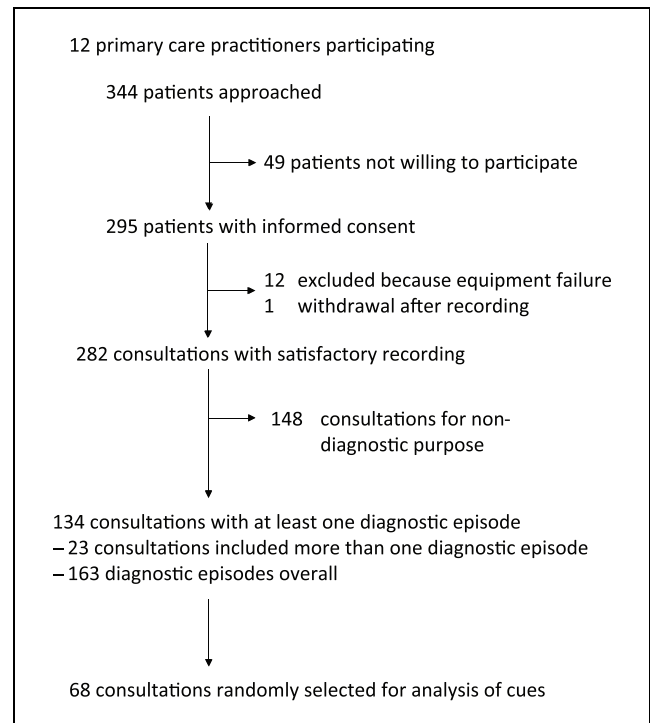 12 primary care practitioners participating
344 patients approached
49 patients not willing to participate
295 patients with informed consent
12 excluded because equipment failure
1 withdrawal after recording
282 consultations with satisfactory recording
148 consultations for non-
diagnostic purpose
134 consultations with at least one diagnostic episode
– 23 consultations included more than one diagnostic episode
– 163 diagnostic episodes overall
68 consultations randomly selected for analysis of cues